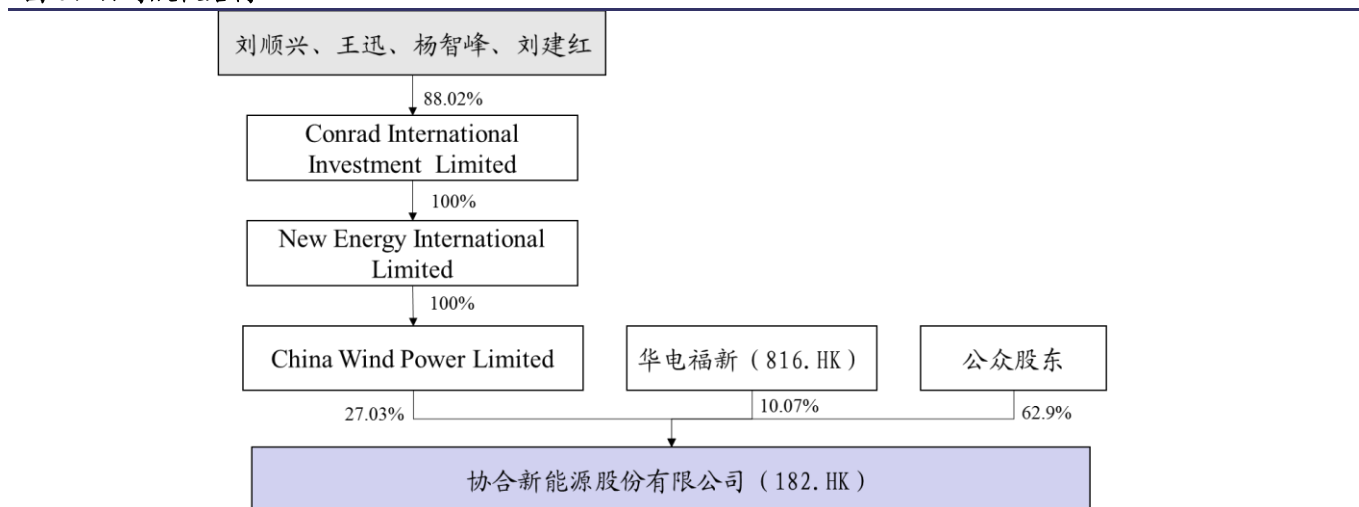 刘顺兴、王迅、杨智峰、刘建红
88.02%
Conrad International
Investment Limited
100%
New Energy International
Limited
100%
China Wind Power Limited
华电福新（816.HK）
公众股东
27.03%
10.07%
62.9%
协合新能源股份有限公司（182.HK）